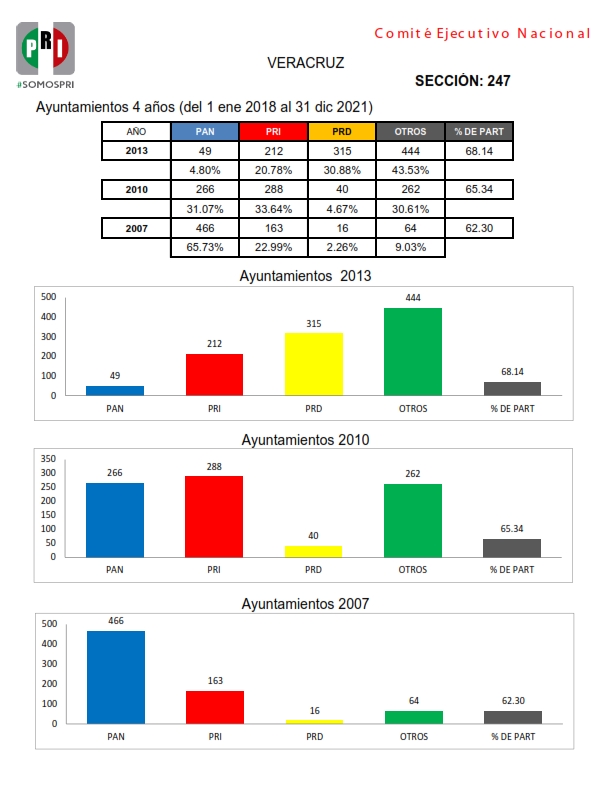 Comité Ejecutivo Nacional
PRI
#SOMOSPRI
VERACRUZ
SECCIÓN: 247
Ayuntamientos 4 años (del 1 ene 2018 al 31 dic 2021)
AÑO PAN PRI PRD OTROS % DE PART
2013 49 212 315 444 68.14
4.80% 20.78% 30.88% 43.53%
2010 266 288 40 262 65.34
31.07% 33.64% 4.67% 30.61%
2007 466 163 16 64 62.30
65.73% 22.99% 2.26% 9.03%
Ayuntamientos 2013
500
400
300
200
100
0
49 212 315 444 68.14
PAN PRI PRD OTROS % DE PART
Ayuntamientos 2010
350
300
250
200
150
100
50
0
266 288 40 262 65.34
PAN PRI PRD OTROS % DE PART
Ayuntamientos 2007
500
400
300
200
100
0
466 163 16 64 62.30
PAN PRI PRD OTROS % DE PART